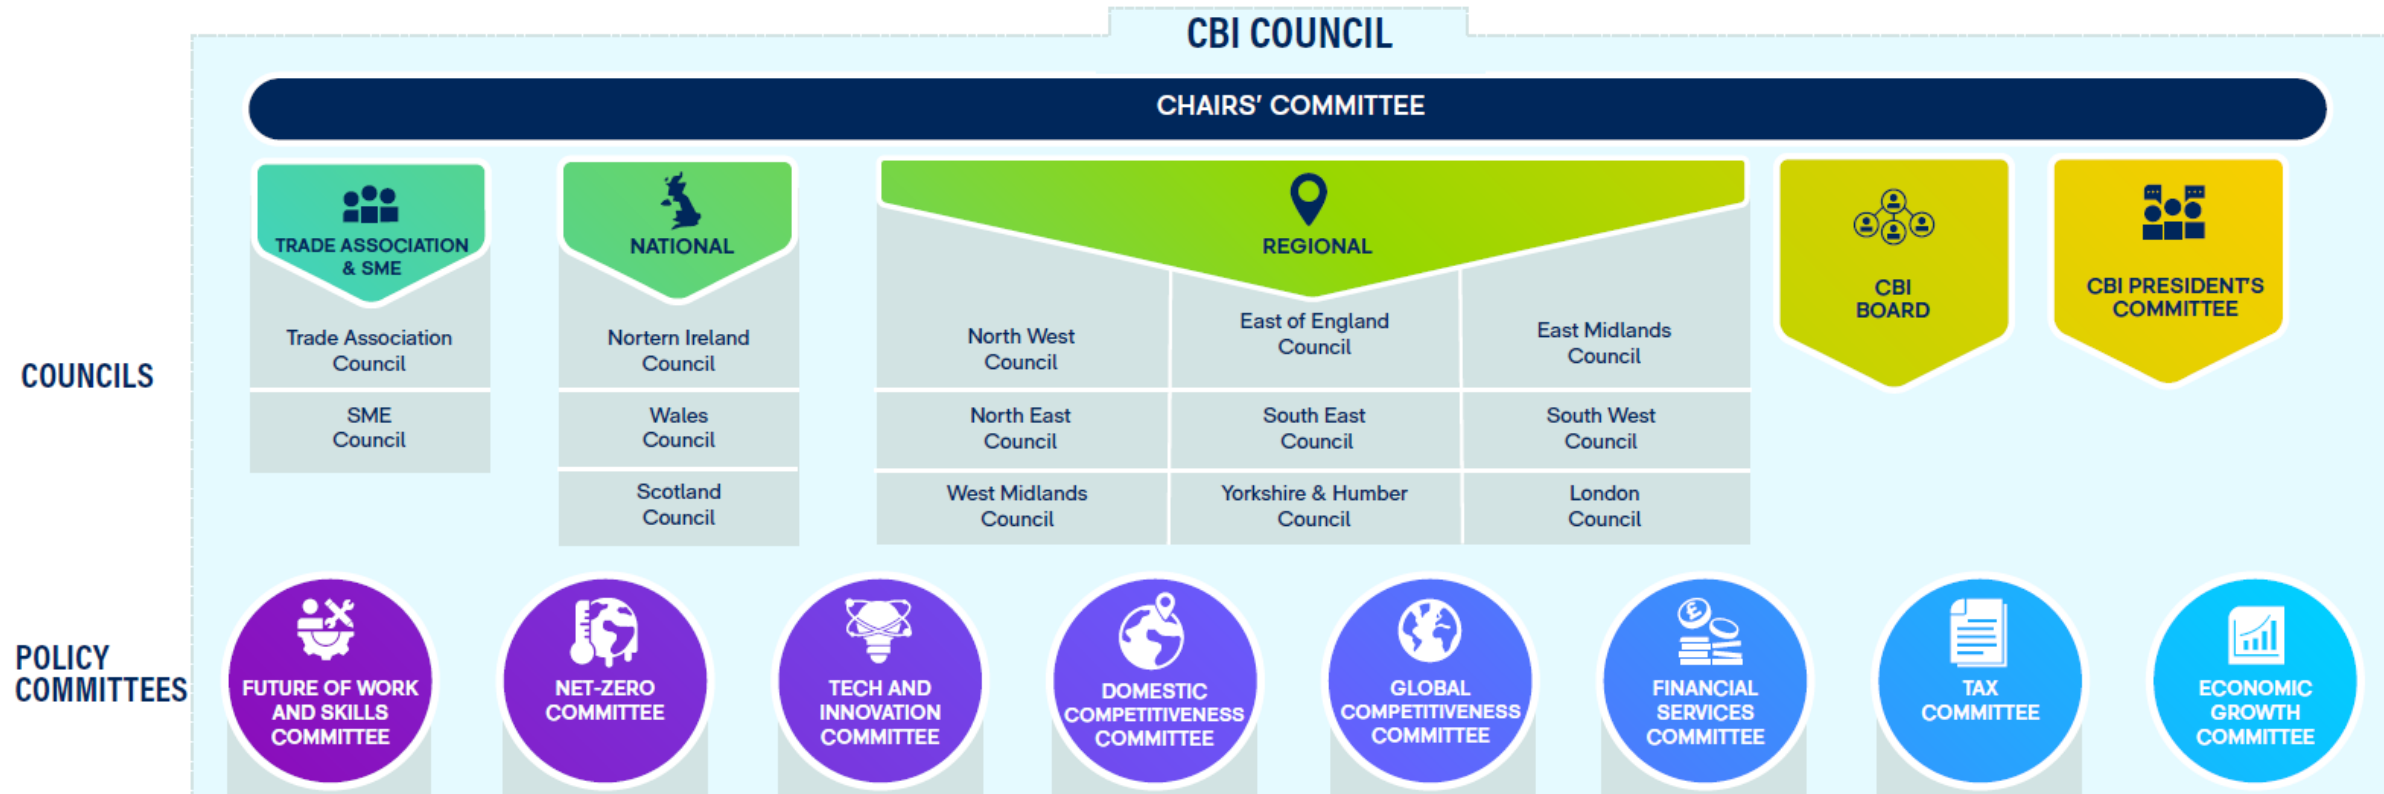 CBI COUNCIL
CHAIRS' COMMITTEE
TRADE ASSOCIATION
& SME
NATIONAL
REGIONAL
CBI
BOARD
CBI PRESIDENT'S
COMMITTEE
COUNCILS
Trade Association
Council
SME
Council
Nortern Ireland
Council
Wales
Council
Scotland
Council
North West
Council
East of England
Council
East Midlands
Council
North East
Council
South East
Council
South West
Council
West Midlands
Council
Yorkshire & Humber
Council
London
Council
POLICY
COMMITTEES
FUTURE OF WORK
AND SKILLS
COMMITTEE
NET-ZERO
COMMITTEE
TECH AND
INNOVATION
COMMITTEE
DOMESTIC
COMPETITIVENESS
COMMITTEE
GLOBAL
COMPETITIVENESS
COMMITTEE
£
FINANCIAL
SERVICES
COMMITTEE
TAX
COMMITTEE
ECONOMIC
GROWTH
COMMITTEE